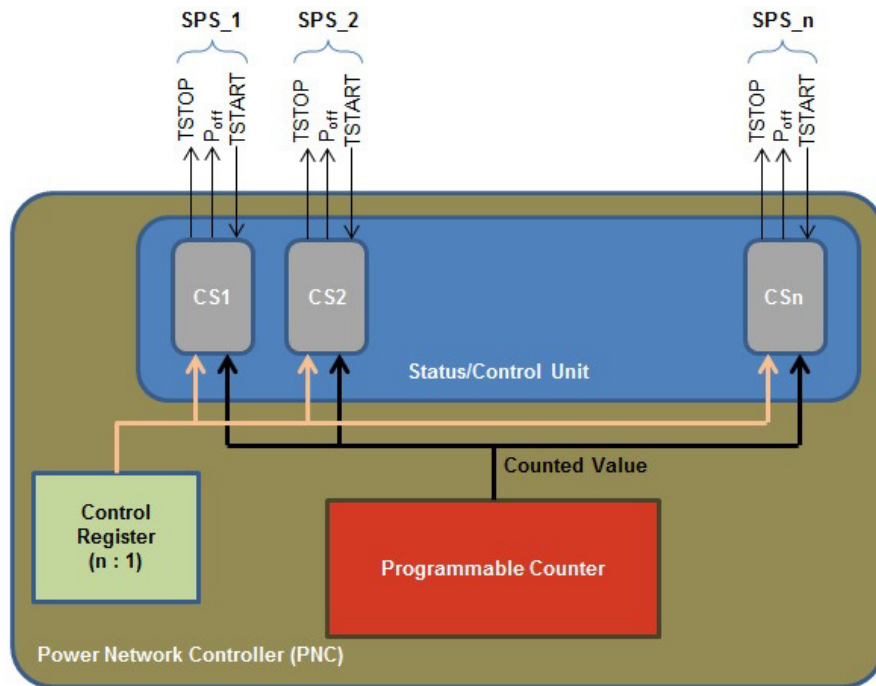 SPS_1 SPS_2 SPS_n
TSTOP Poff TSTART TSTOP Poff TSTART TSTOP Poff TSTART
CS1 CS2 CSn
Status/Control Unit
Counted Value
Control
Register
(n : 1)
Programmable Counter
Power Network Controller (PNC)